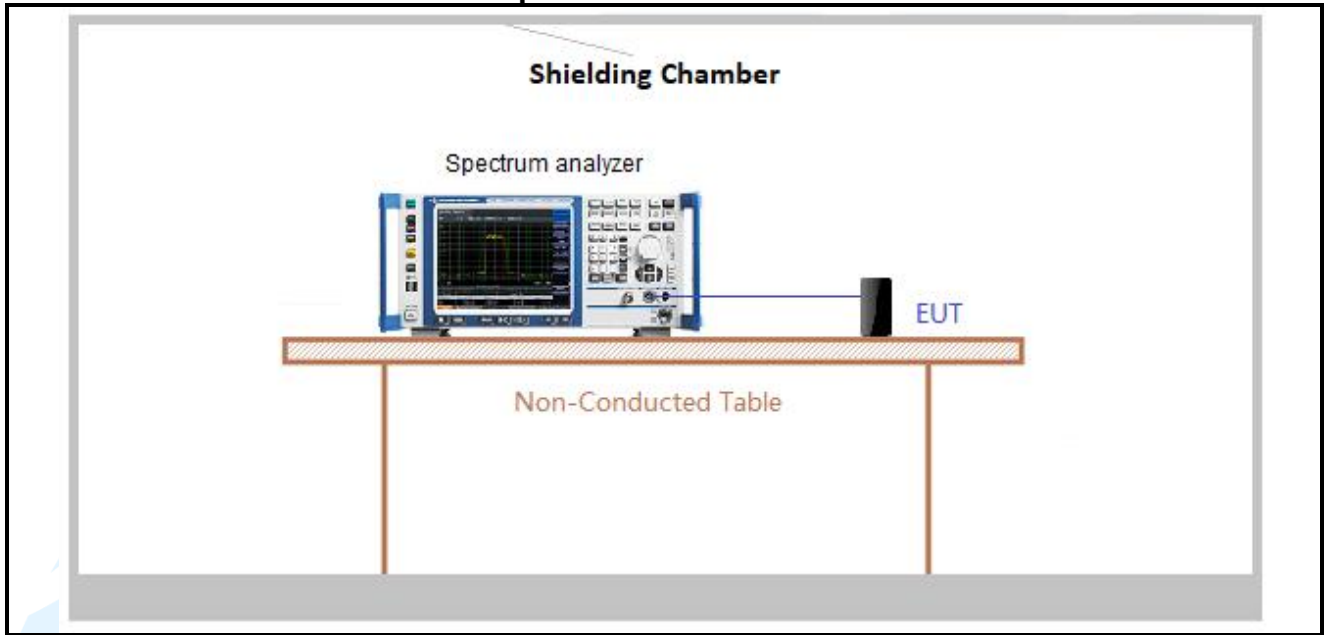 Shielding Chamber
Spectrum analyzer
EUT
Non-Conducted Table